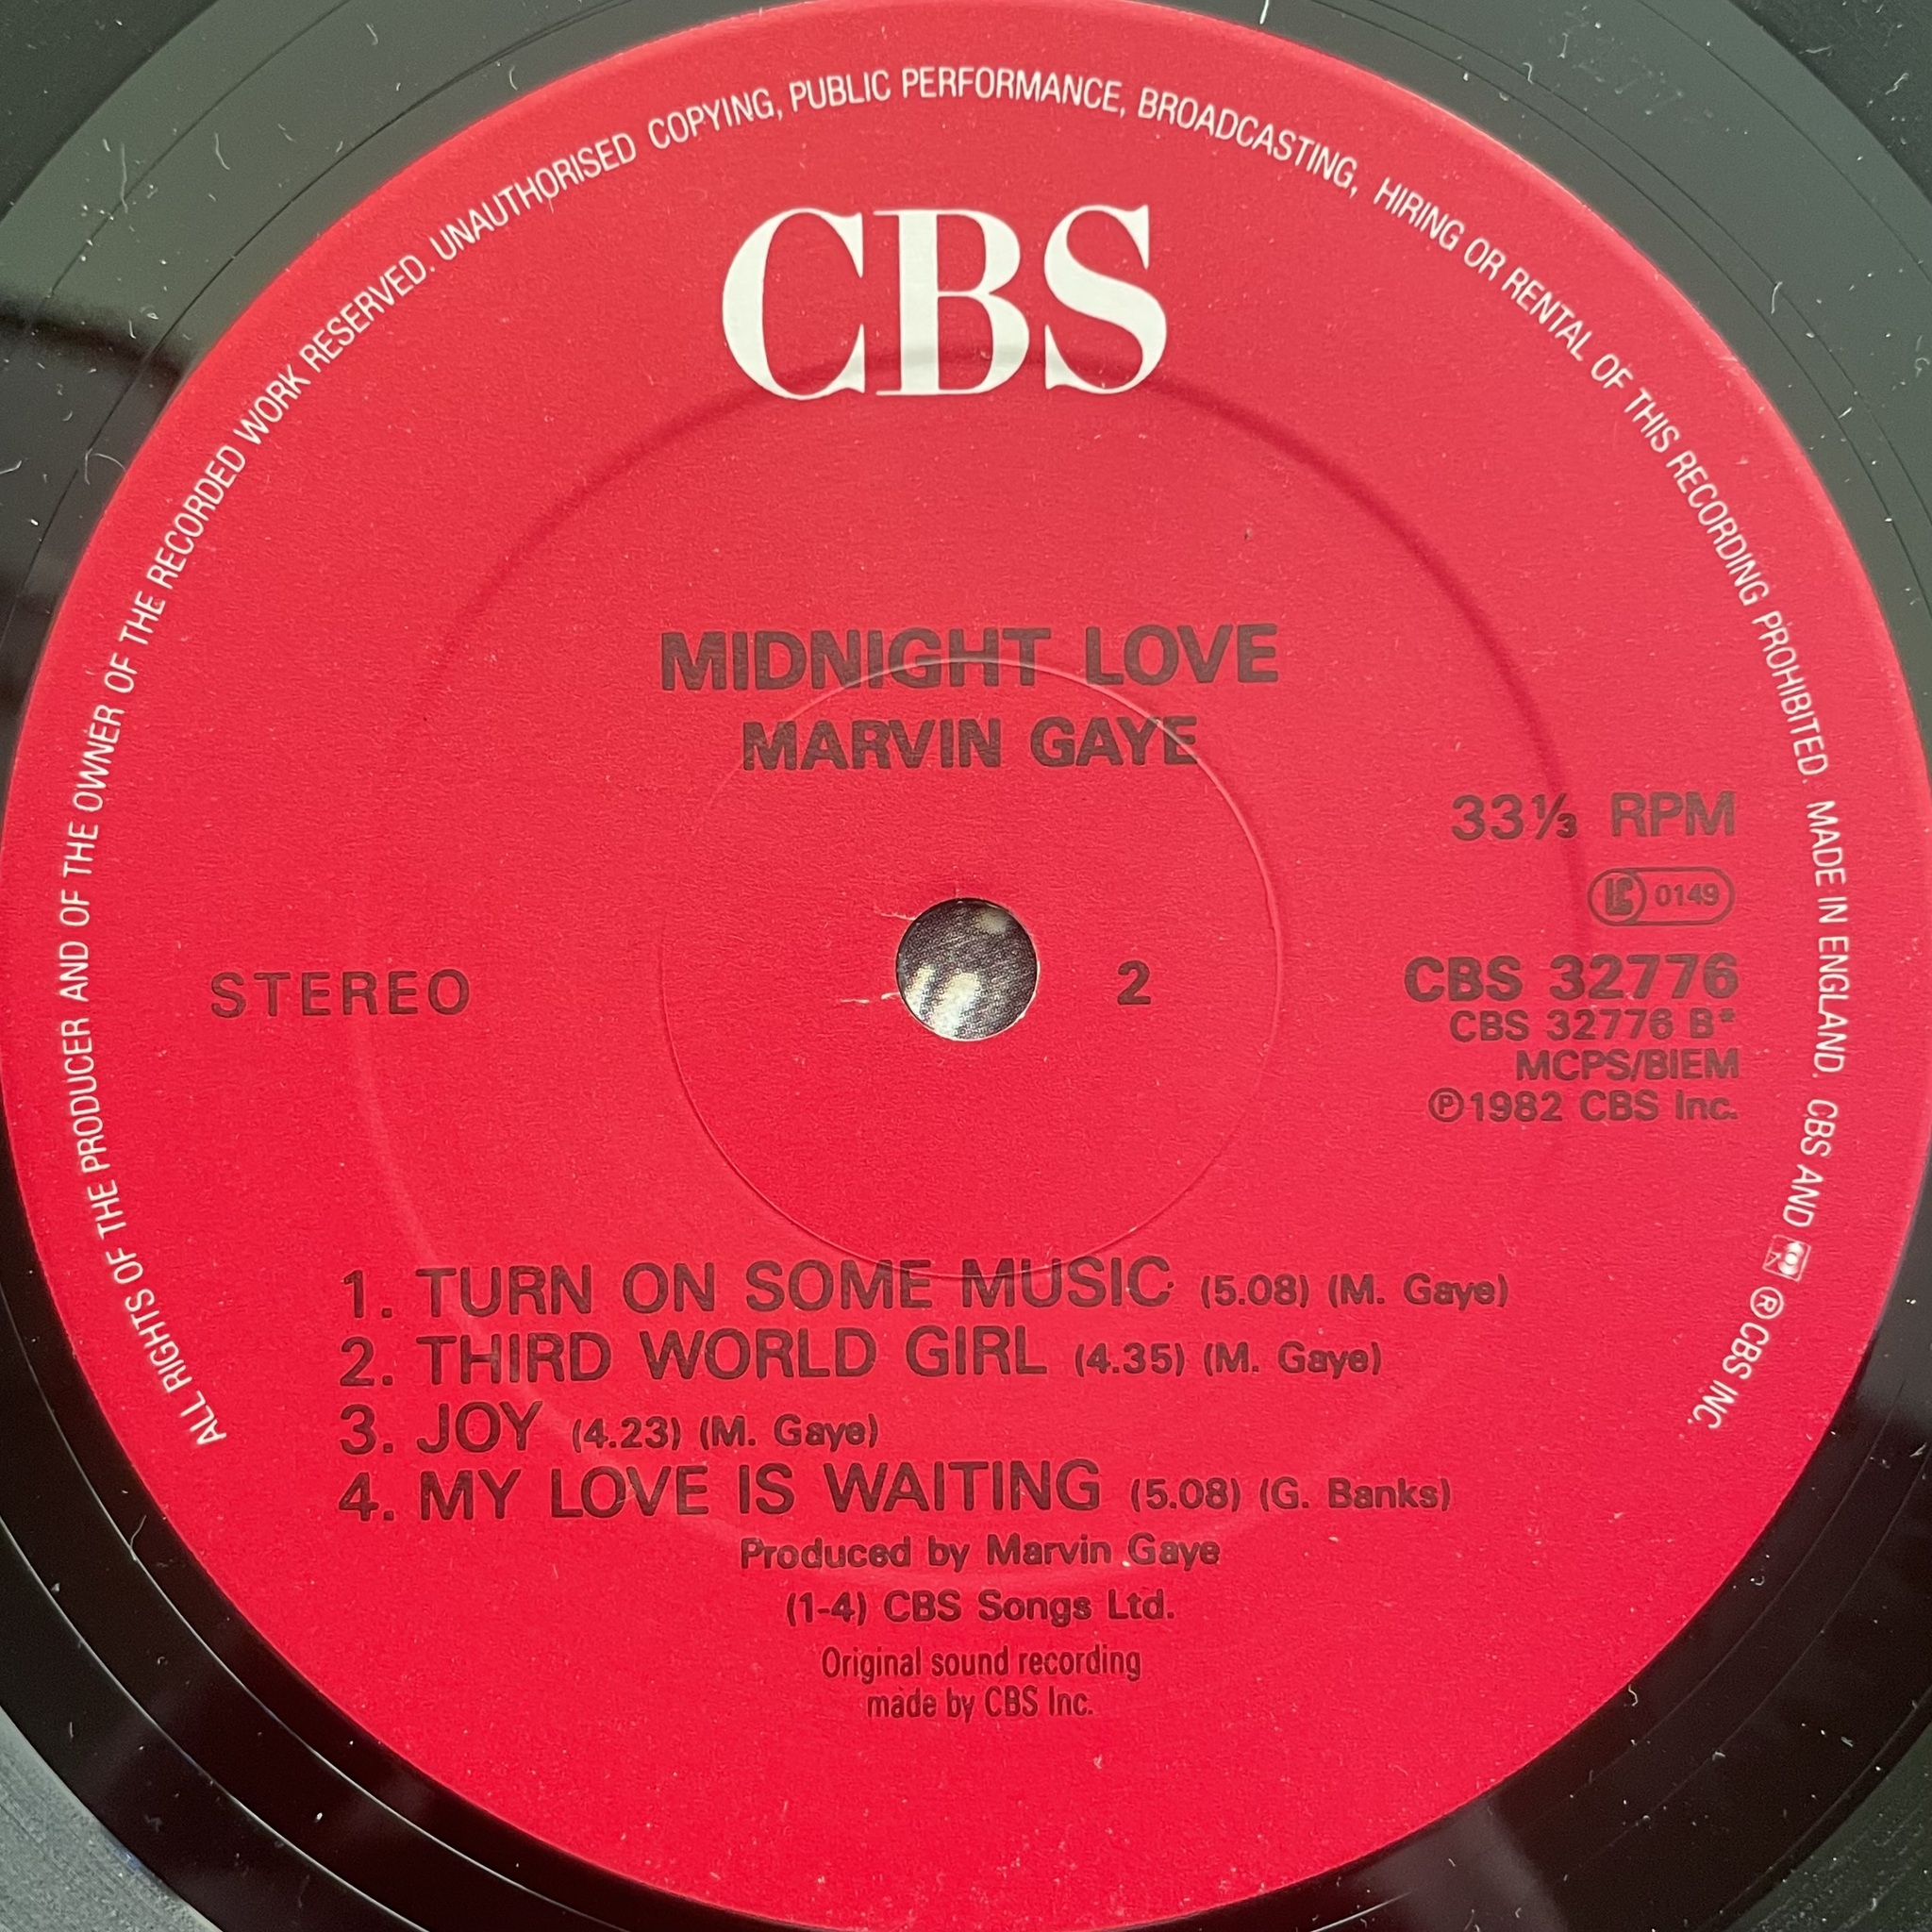 ALL RIGHTS OF THE PRODUCER AND OF THE OWNER OF THE RECORDED WORK RESERVED. UNAUTHORISED COPYING, PUBLIC PERFORMANCE, BROADCASTING, HIRING OR RENTAL OF THIS RECORDING PROHIBITED. MADE IN ENGLAND. CBS AND ® CBS INC.
CBS
MIDNIGHT LOVE
MARVIN GAYE
33⅓ RPM
LC 0149
STEREO
2
CBS 32776
CBS 32776 B*
MCPS/BIEM
℗1982 CBS Inc.
1. TURN ON SOME MUSIC (5.08) (M. Gaye)
2. THIRD WORLD GIRL (4.35) (M. Gaye)
3. JOY (4.23) (M. Gaye)
4. MY LOVE IS WAITING (5.08) (G. Banks)
Produced by Marvin Gaye
(1-4) CBS Songs Ltd.
Original sound recording
made by CBS Inc.